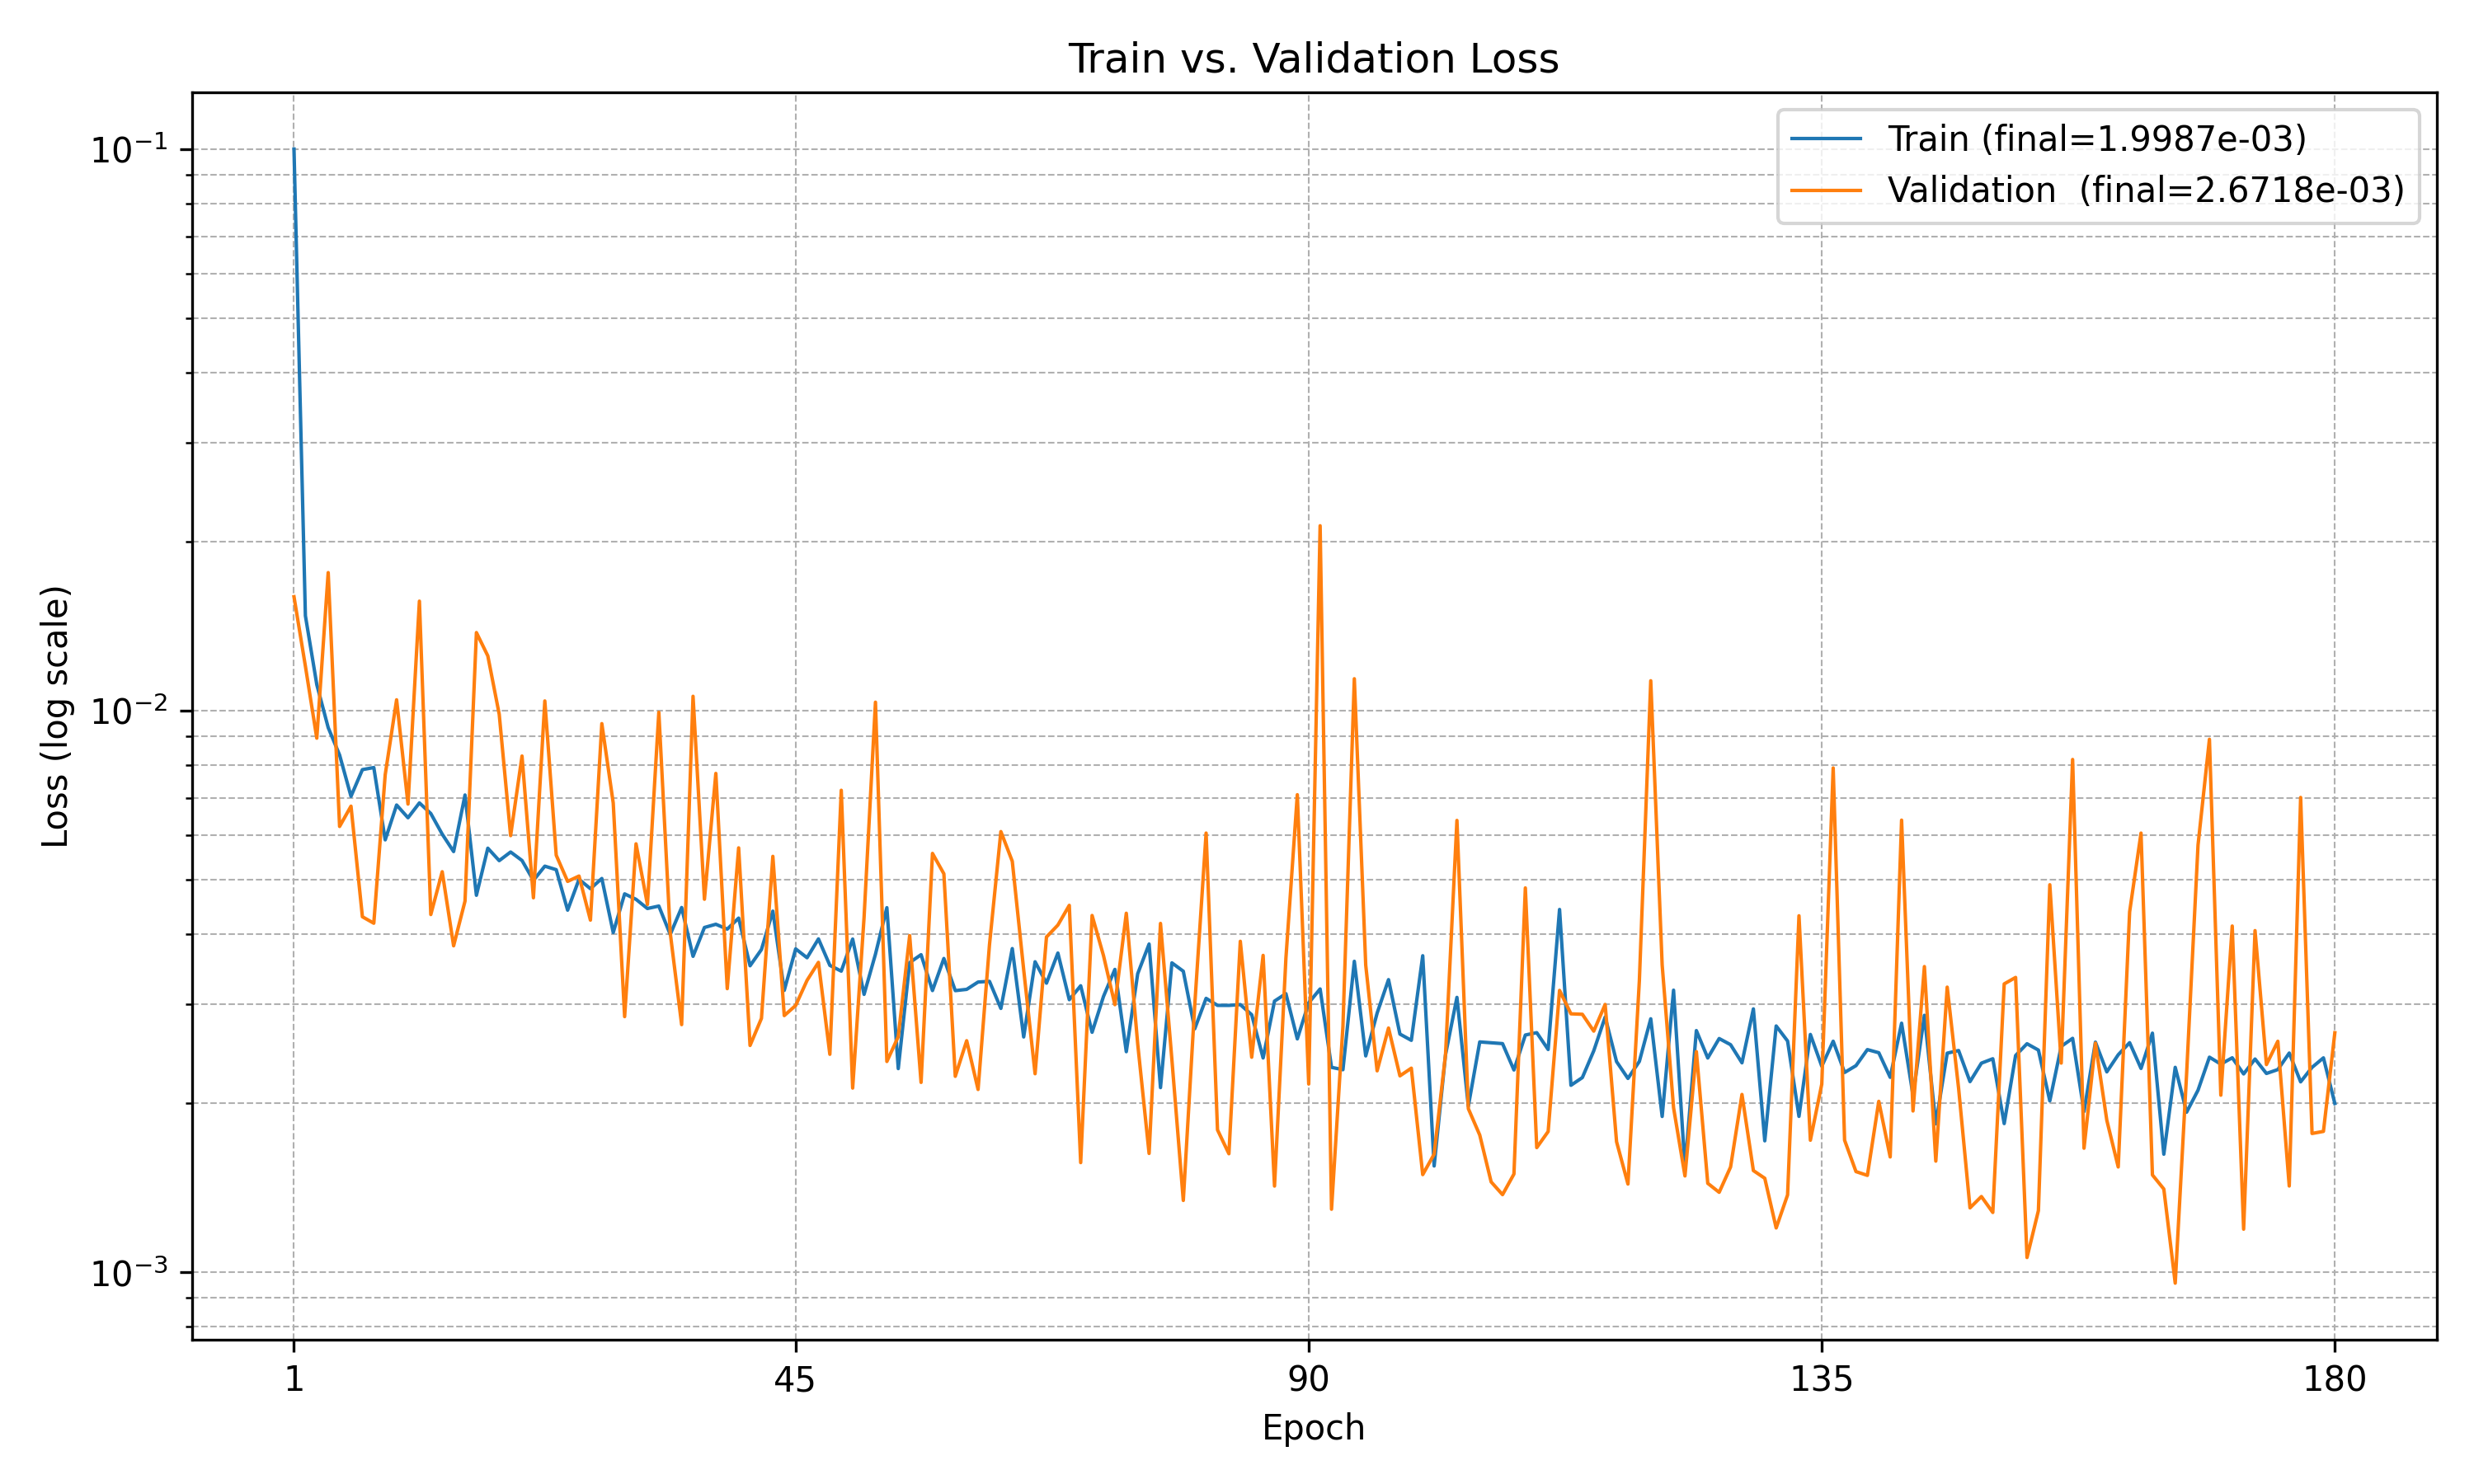 Train vs. Validation Loss
Train (final=1.9987e-03)
Validation  (final=2.6718e-03)
Loss (log scale)
10⁻¹
10⁻²
10⁻³
1 45 90 135 180
Epoch